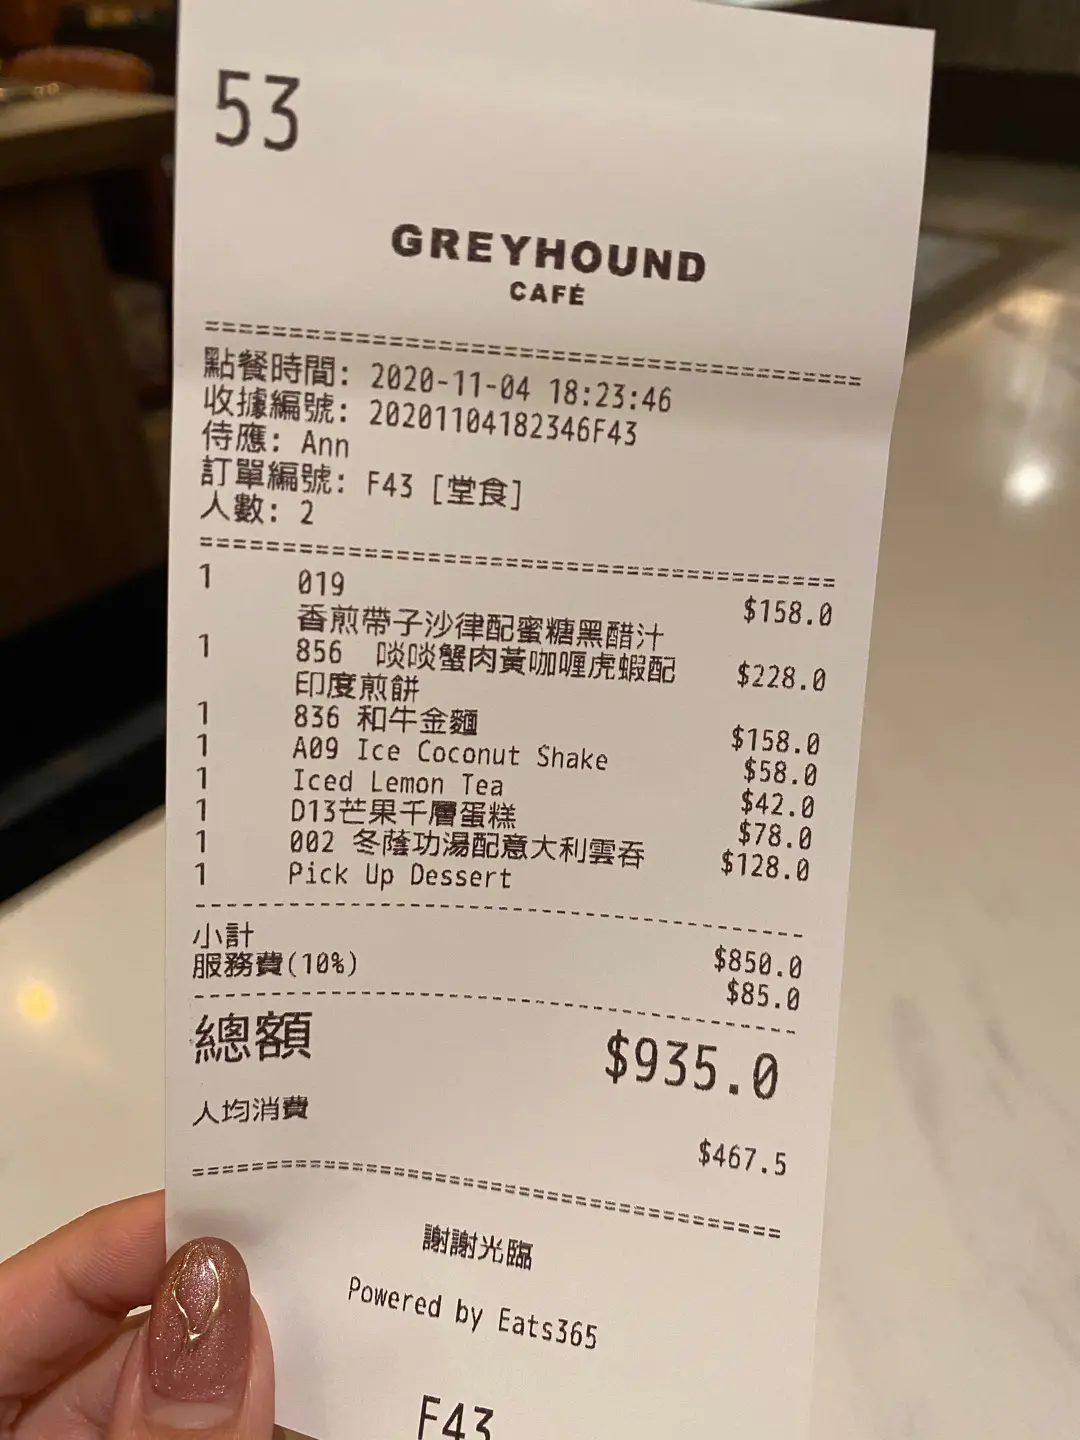 53
GREYHOUND
CAFÉ
================================
點餐時間: 2020-11-04 18:23:46
收據編號: 20201104182346F43
侍應: Ann
訂單編號: F43 [堂食]
人數: 2
================================
1 019 $158.0
香煎帶子沙律配蜜糖黑醋汁
1 856 啖啖蟹肉黃咖喱虎蝦配 $228.0
印度煎餅
1 836 和牛金麵 $158.0
1 A09 Ice Coconut Shake $58.0
1 Iced Lemon Tea $42.0
1 D13芒果千層蛋糕 $78.0
1 002 冬蔭功湯配意大利雲吞 $128.0
1 Pick Up Dessert
小計 $850.0
服務費(10%) $85.0
總額 $935.0
人均消費 $467.5
================================
謝謝光臨
Powered by Eats365
F43